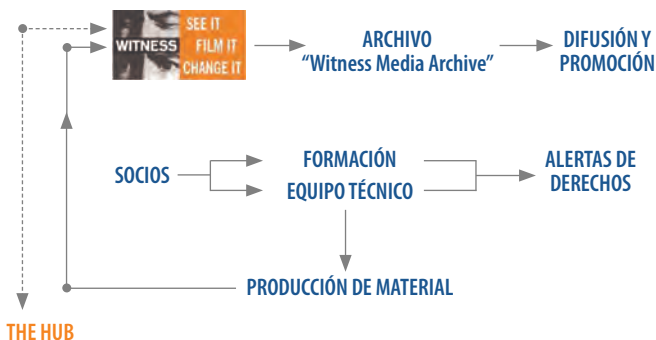 SEE IT
WITNESS FILM IT
CHANGE IT
ARCHIVO
“Witness Media Archive”
DIFUSIÓN Y
PROMOCIÓN
SOCIOS
FORMACIÓN
EQUIPO TÉCNICO
ALERTAS DE
DERECHOS
PRODUCCIÓN DE MATERIAL
THE HUB